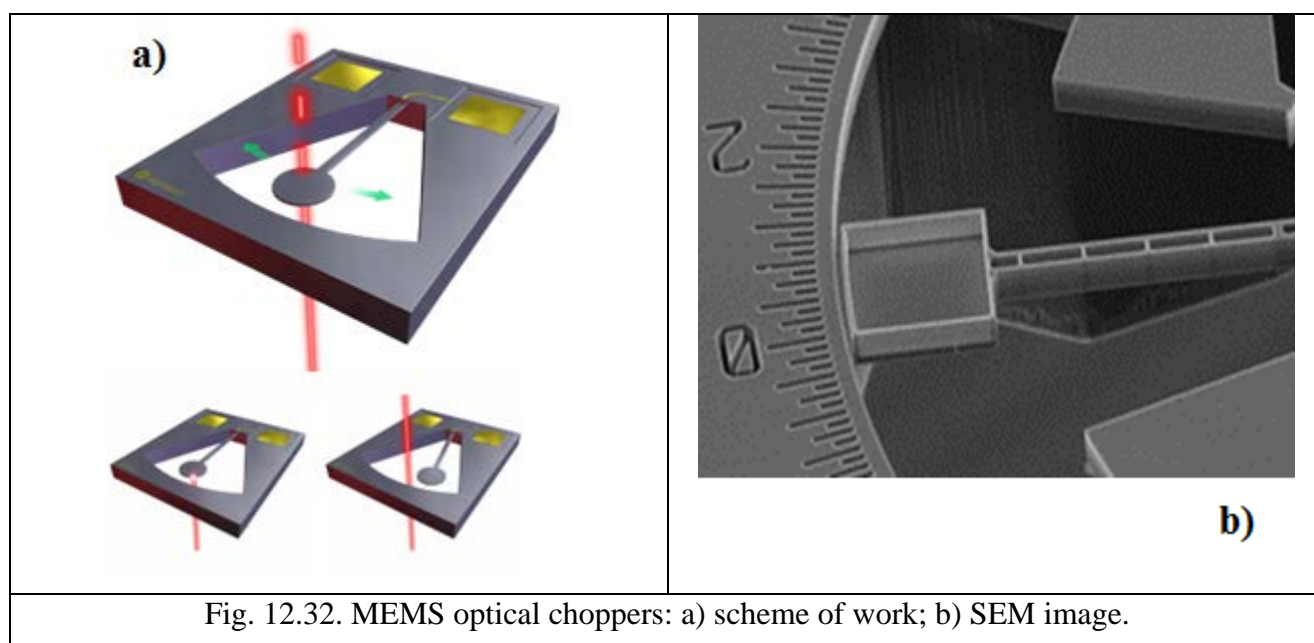 a)
2
0
b)
Fig. 12.32. MEMS optical choppers: a) scheme of work; b) SEM image.